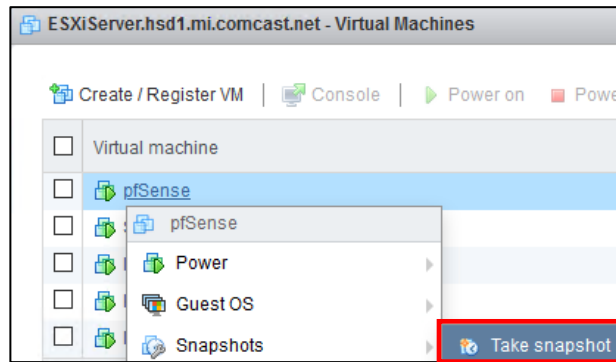 ESXiServer.hsd1.mi.comcast.net - Virtual Machines
Create / Register VM | Console | Power on Powe
Virtual machine
pfSense
pfSense
Power
Guest OS
Snapshots Take snapshot